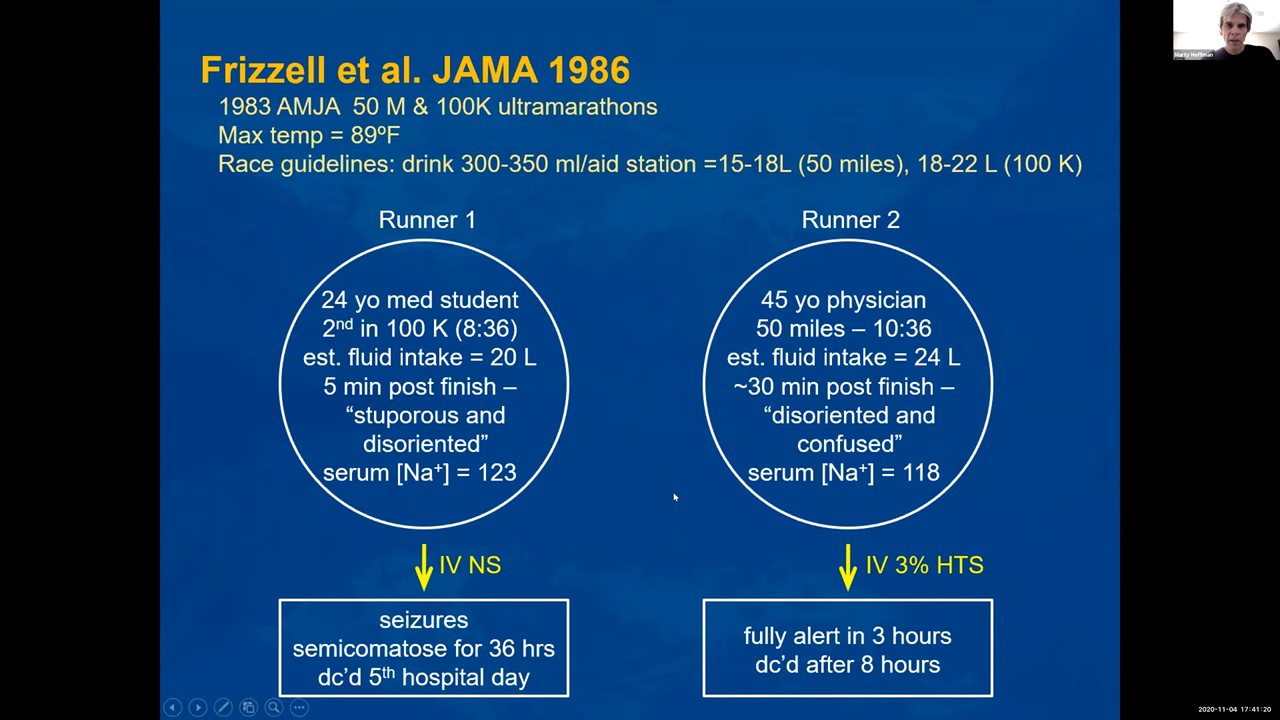 Frizzell et al. JAMA 1986
1983 AMJA 50 M & 100K ultramarathons
Max temp = 89ºF
Race guidelines: drink 300-350 ml/aid station =15-18L (50 miles), 18-22 L (100 K)
Runner 1
24 yo med student
2nd in 100 K (8:36)
est. fluid intake = 20 L
5 min post finish –
“stuporous and
disoriented”
serum [Na+] = 123
IV NS
seizures
semicomatose for 36 hrs
dc’d 5th hospital day
Runner 2
45 yo physician
50 miles – 10:36
est. fluid intake = 24 L
~30 min post finish –
“disoriented and
confused”
serum [Na+] = 118
IV 3% HTS
fully alert in 3 hours
dc’d after 8 hours
Marty Hoffman
2020-11-04 17:41:20